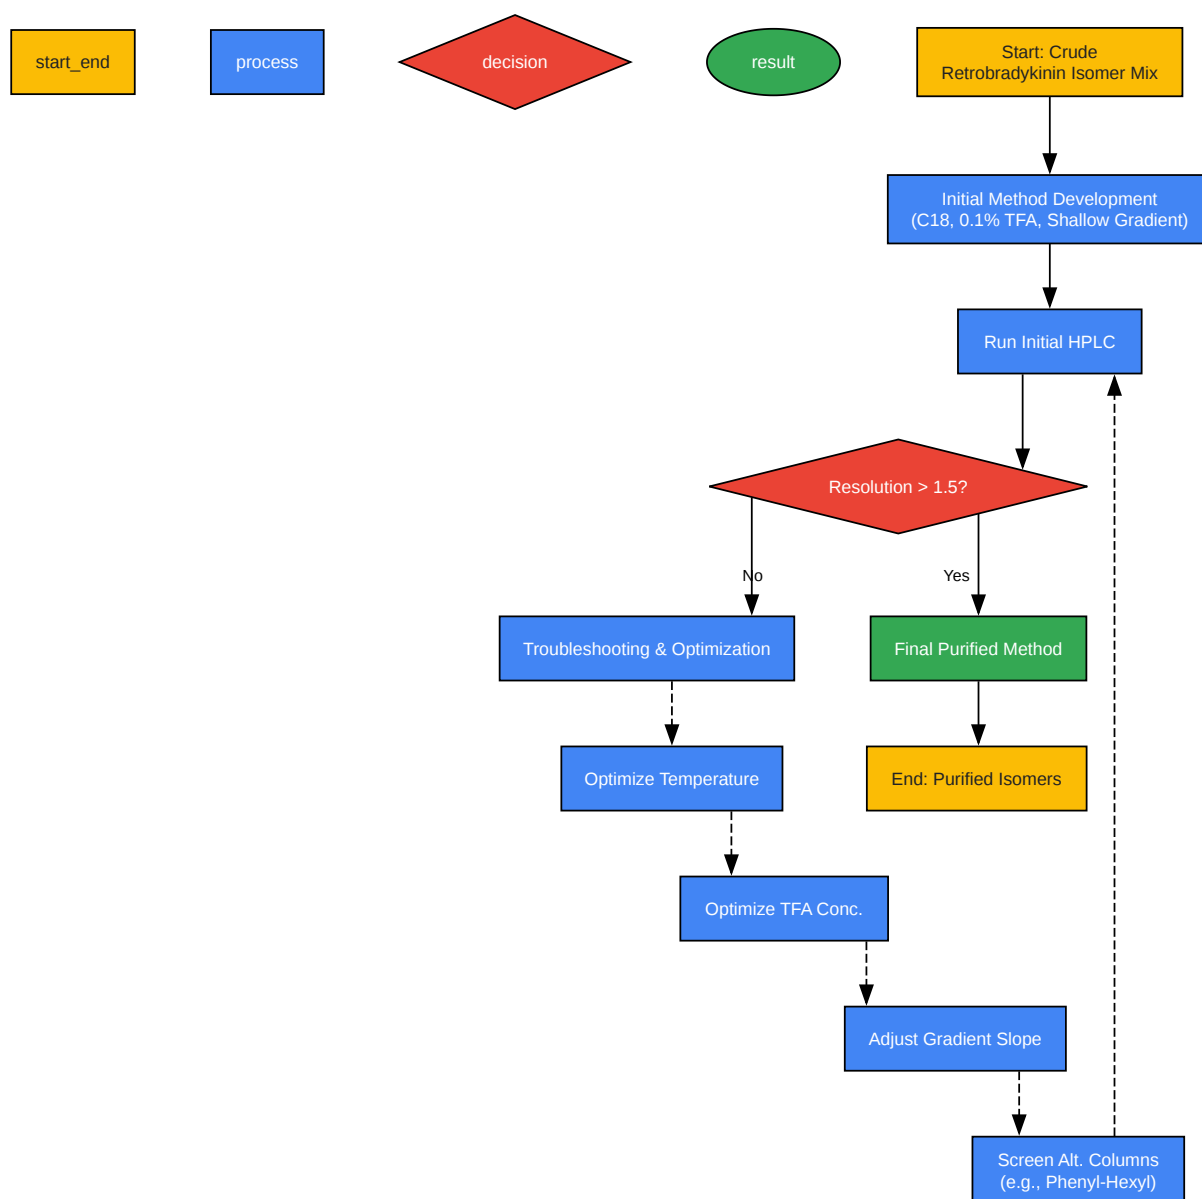 start_end
process
decision
result
Start: Crude
Retrobradykinin Isomer Mix
Initial Method Development
(C18, 0.1% TFA, Shallow Gradient)
Run Initial HPLC
Resolution > 1.5?
No
Yes
Troubleshooting & Optimization
Final Purified Method
Optimize Temperature
End: Purified Isomers
Optimize TFA Conc.
Adjust Gradient Slope
Screen Alt. Columns
(e.g., Phenyl-Hexyl)